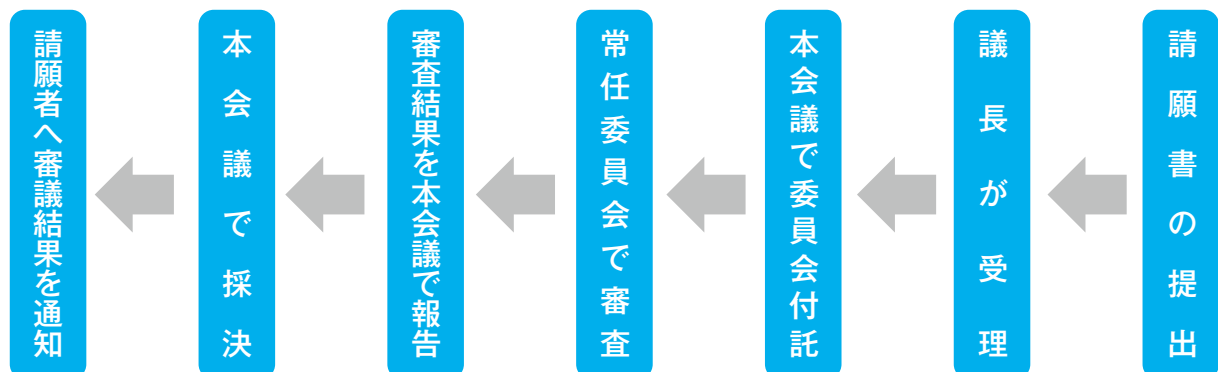 請願書の提出
議長が受理
本会議で委員会付託
常任委員会で審査
審査結果を本会議で報告
本会議で採決
請願者へ審議結果を通知